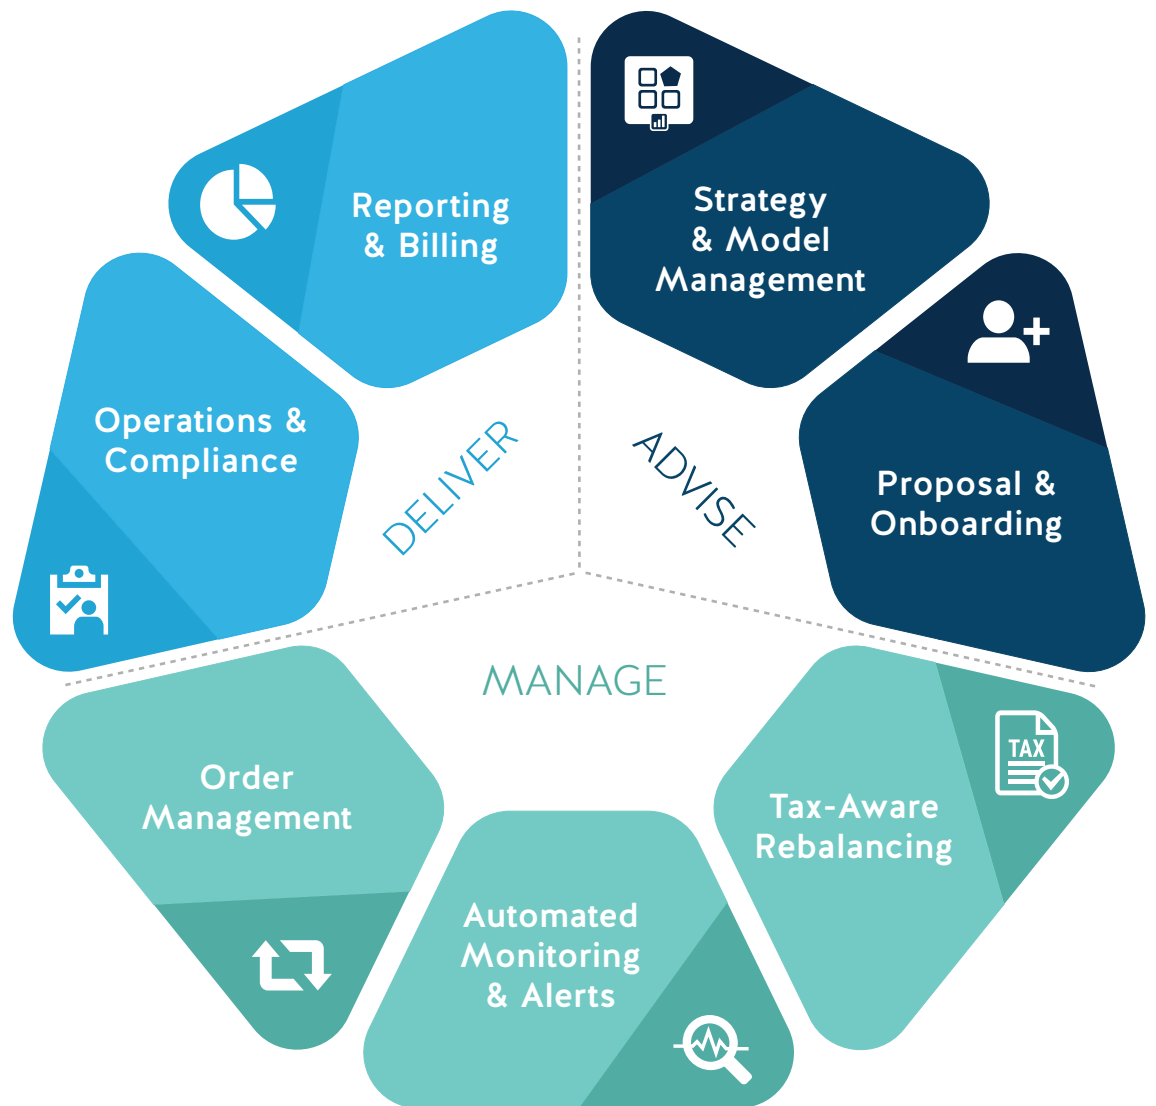 Reporting
& Billing
Strategy
& Model
Management
Operations &
Compliance
DELIVER
ADVISE
Proposal &
Onboarding
MANAGE
TAX
Order
Management
Tax-Aware
Rebalancing
Automated
Monitoring
& Alerts